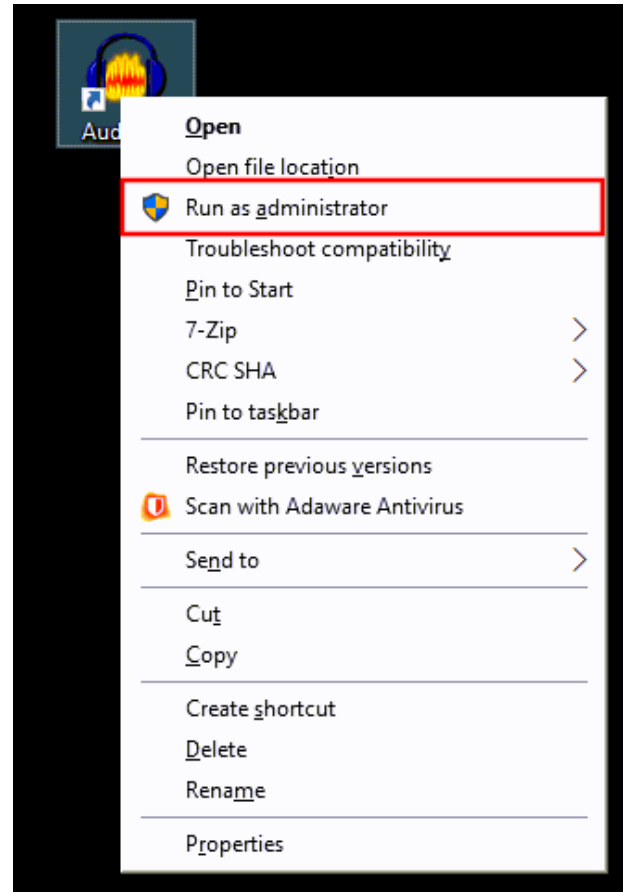 Aud
Open
Open file location
Run as administrator
Troubleshoot compatibility
Pin to Start
7-Zip
CRC SHA
Pin to taskbar
Restore previous versions
Scan with Adaware Antivirus
Send to
Cut
Copy
Create shortcut
Delete
Rename
Properties